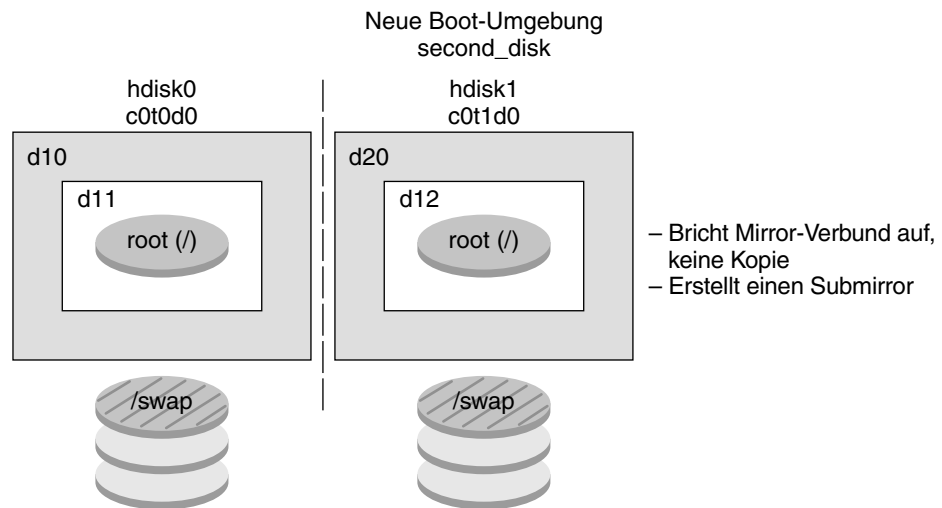 Neue Boot-Umgebung
second_disk
hdisk0
c0t0d0
hdisk1
c0t1d0
d10
d11
root (/)
d20
d12
root (/)
– Bricht Mirror-Verbund auf,
keine Kopie
– Erstellt einen Submirror
/swap
/swap